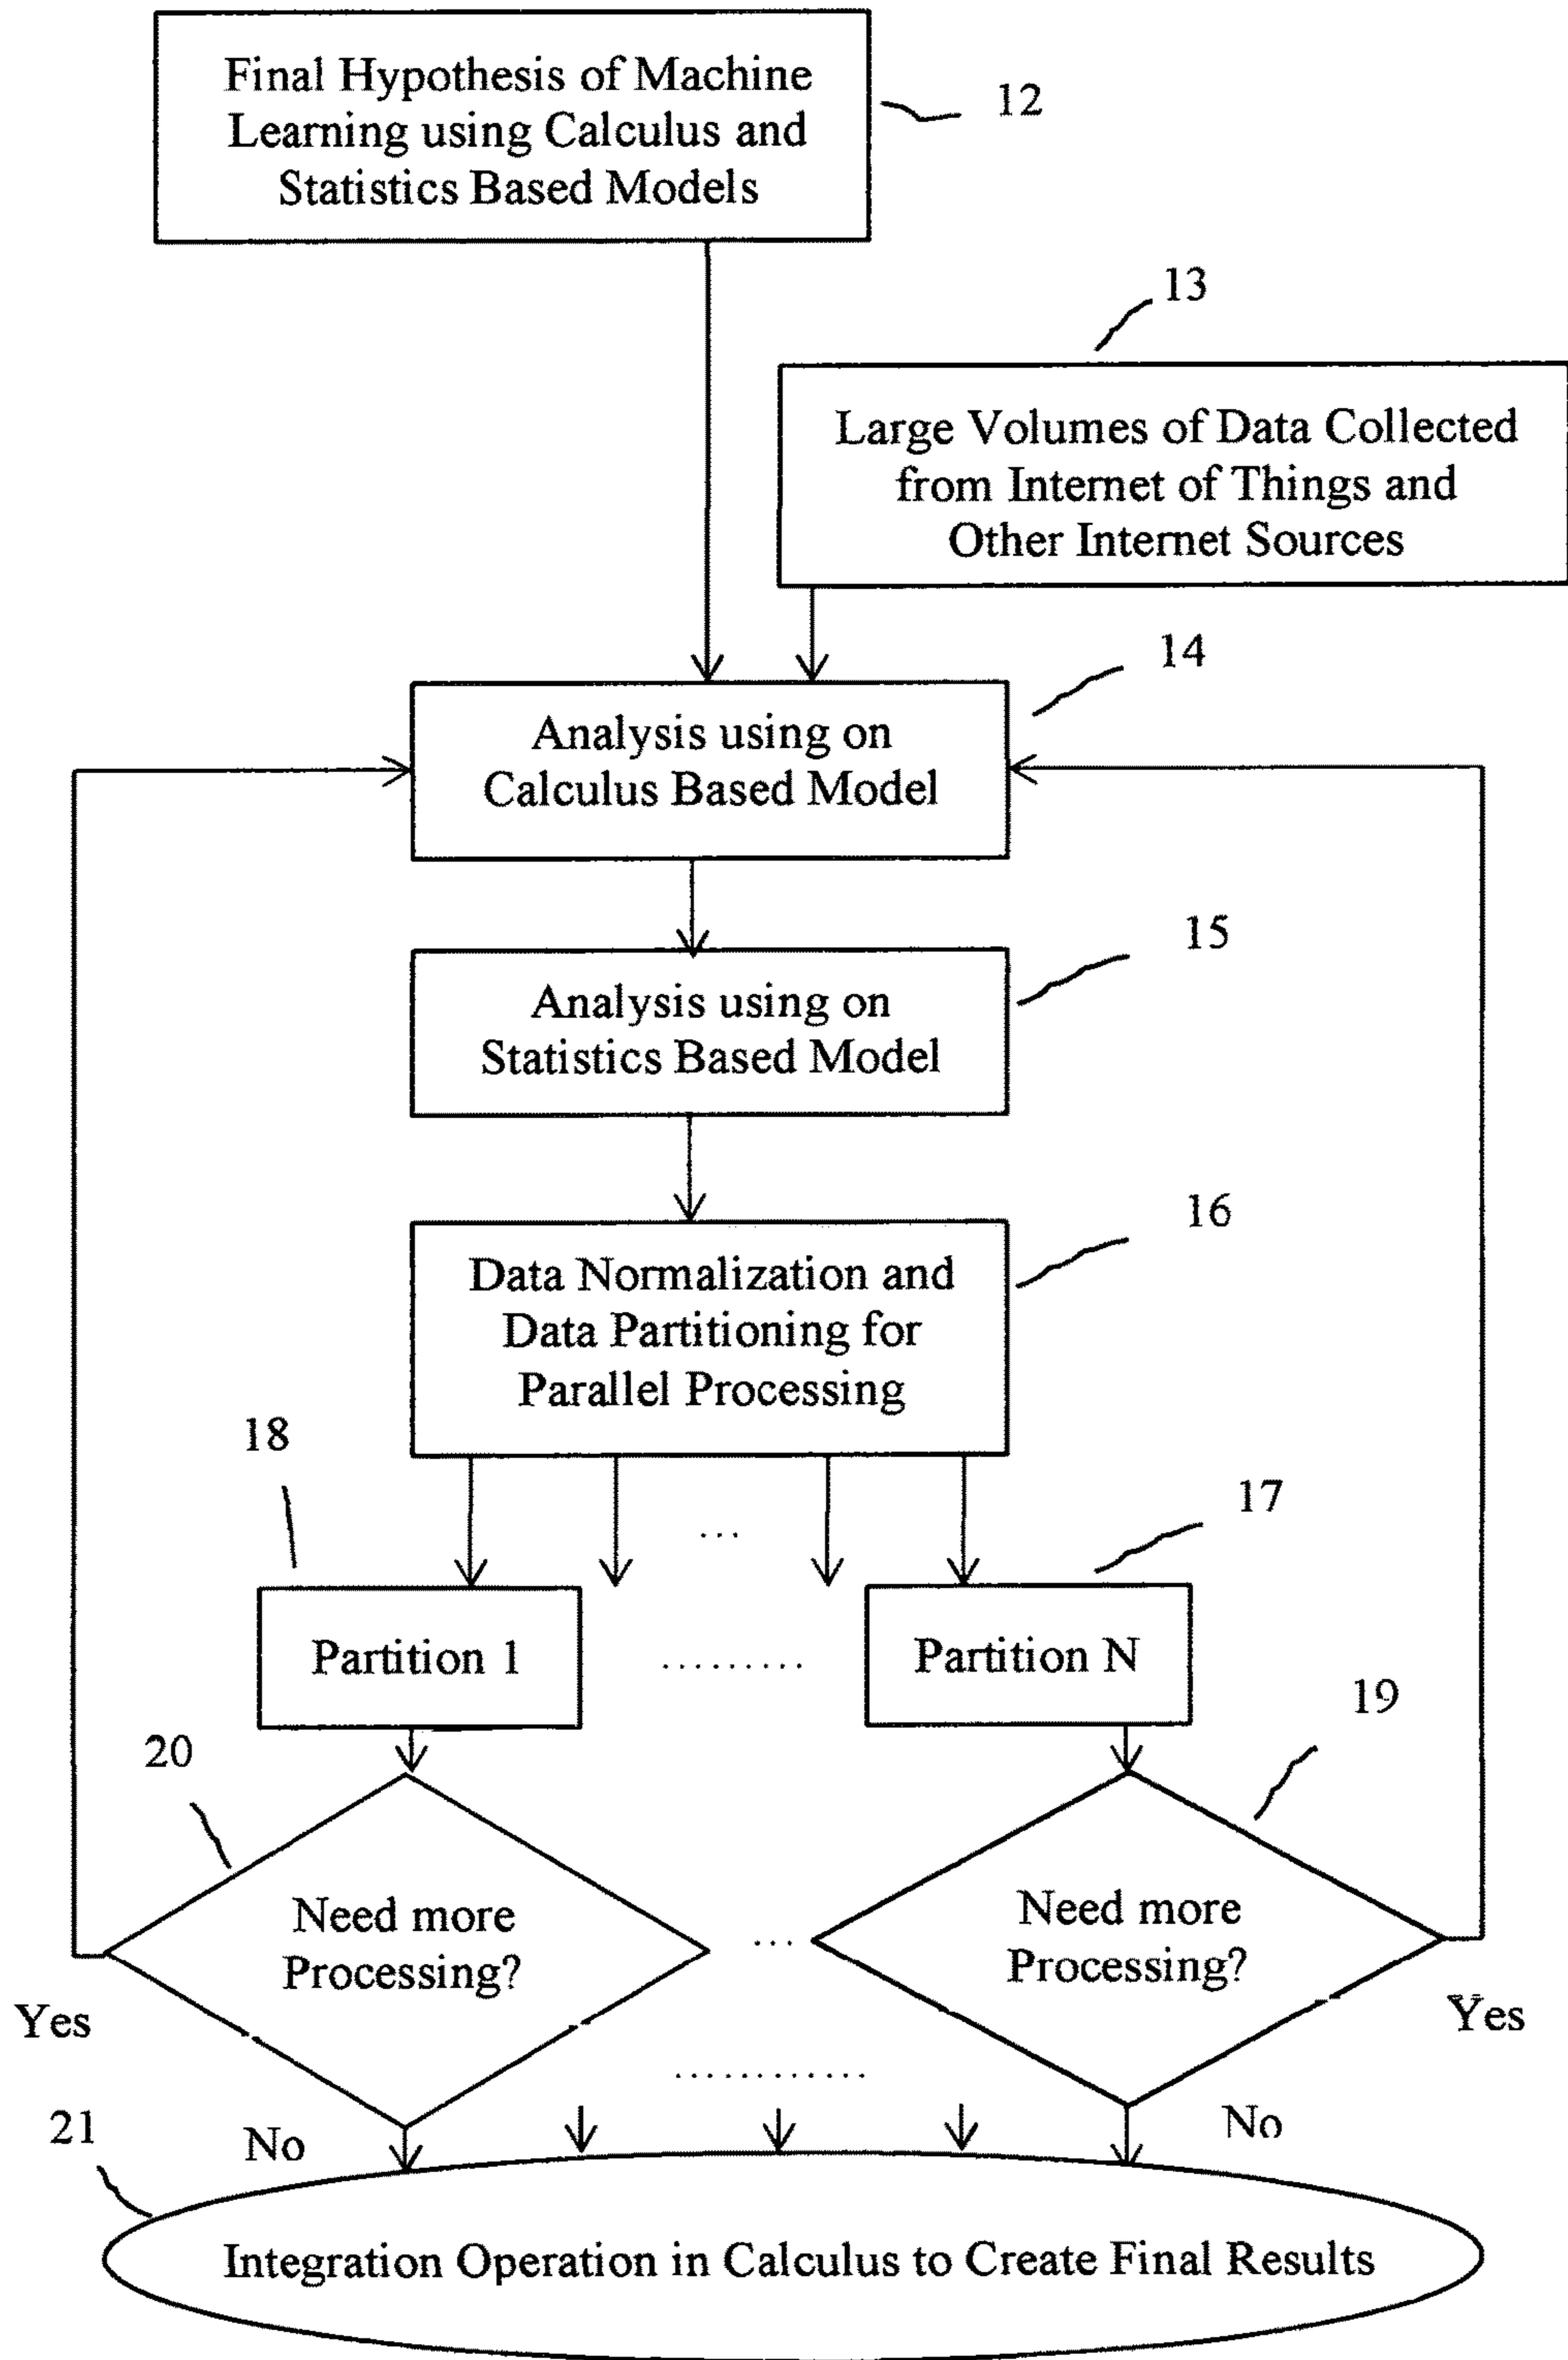 Final Hypothesis of Machine
Learning using Calculus and
Statistics Based Models
12
13
Large Volumes of Data Collected
from Internet of Things and
Other Internet Sources
14
Analysis using on
Calculus Based Model
15
Analysis using on
Statistics Based Model
16
Data Normalization and
Data Partitioning for
Parallel Processing
18
...
17
Partition 1
.........
Partition N
19
20
Need more
Processing?
...
Need more
Processing?
Yes
Yes
............
21
No
No
Integration Operation in Calculus to Create Final Results